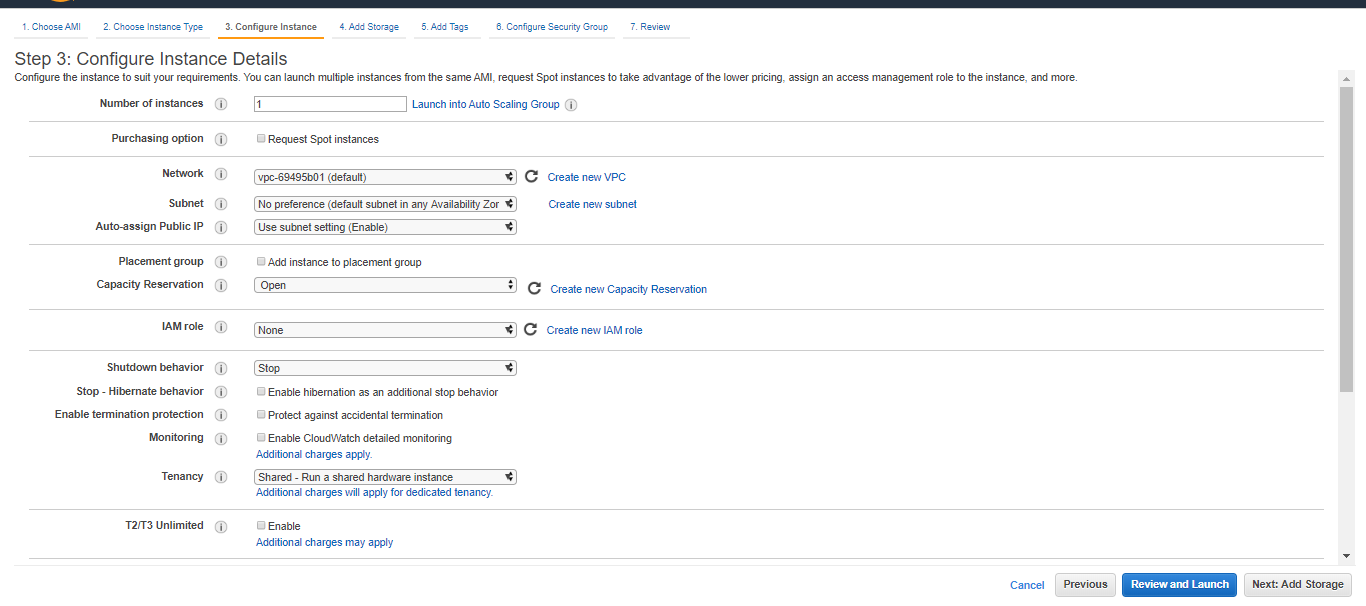 1. Choose AMI 2. Choose Instance Type 3. Configure Instance 4. Add Storage 5. Add Tags 6. Configure Security Group 7. Review
Step 3: Configure Instance Details
Configure the instance to suit your requirements. You can launch multiple instances from the same AMI, request Spot instances to take advantage of the lower pricing, assign an access management role to the instance, and more.
Number of instances i 1 Launch into Auto Scaling Group i
Purchasing option i Request Spot instances
Network i vpc-69495b01 (default) Create new VPC
Subnet i No preference (default subnet in any Availability Zor Create new subnet
Auto-assign Public IP i Use subnet setting (Enable)
Placement group i Add instance to placement group
Capacity Reservation i Open Create new Capacity Reservation
IAM role i None Create new IAM role
Shutdown behavior i Stop
Stop - Hibernate behavior i Enable hibernation as an additional stop behavior
Enable termination protection i Protect against accidental termination
Monitoring i Enable CloudWatch detailed monitoring
Additional charges apply.
Tenancy i Shared - Run a shared hardware instance
Additional charges will apply for dedicated tenancy.
T2/T3 Unlimited i Enable
Additional charges may apply
Cancel Previous Review and Launch Next: Add Storage